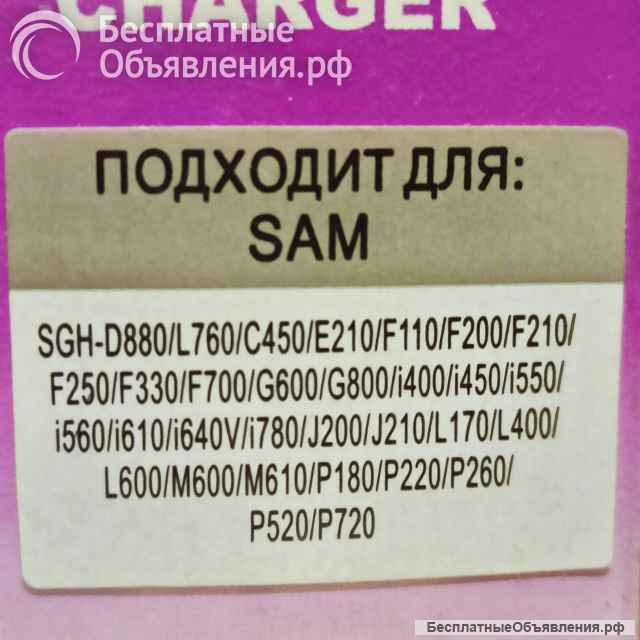 CHARGER
Бесплатные
Объявления.рф
ПОДХОДИТ ДЛЯ:
SAM
SGH-D880/L760/C450/E210/F110/F200/F210/
F250/F330/F700/G600/G800/i400/i450/i550/
i560/i610/i640V/i780/J200/J210/L170/L400/
L600/M600/M610/P180/P220/P260/
P520/P720
БесплатныеОбъявления.рф